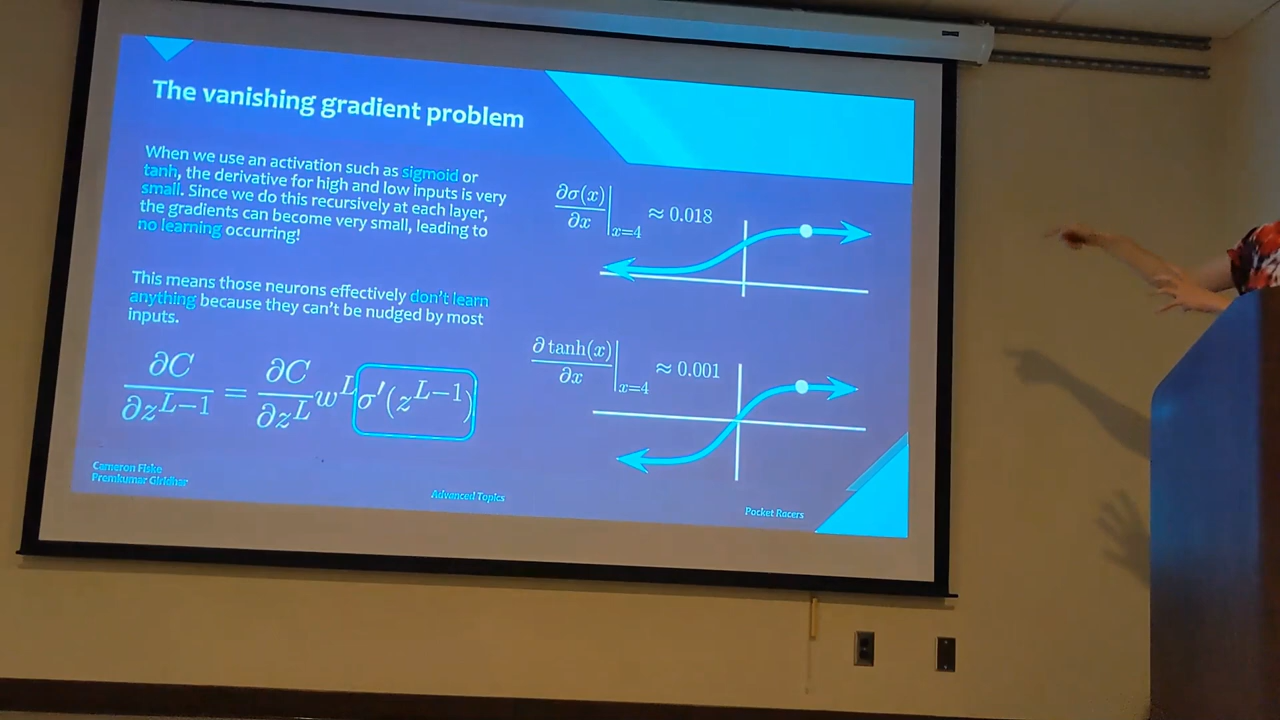 The vanishing gradient problem
When we use an activation such as sigmoid or
tanh, the derivative for high and low inputs is very
small. Since we do this recursively at each layer,
the gradients can become very small, leading to
no learning occurring!
This means those neurons effectively don't learn
anything because they can't be nudged by most
inputs.
∂C/∂z^{L-1} = ∂C/∂z^L w^L σ'(z^{L-1})
∂σ(x)/∂x |_{x=4} ≈ 0.018
∂ tanh(x)/∂x |_{x=4} ≈ 0.001
Cameron Fiske
Premkumar Giridhar
Advanced Topics
Pocket Racers